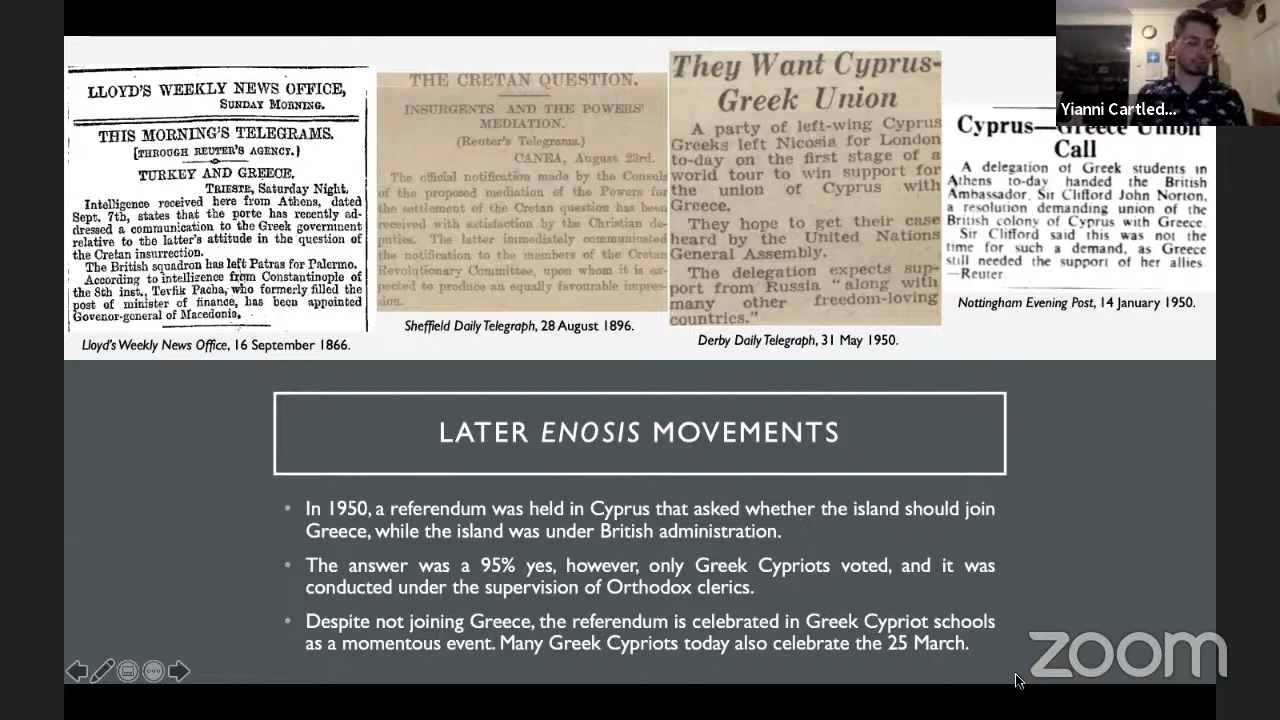 LLOYD'S WEEKLY NEWS OFFICE,
SUNDAY MORNING.
THIS MORNING'S TELEGRAMS.
[THROUGH REUTER'S AGENCY.]
TURKEY AND GREECE.
TRIESTE, Saturday Night.
Intelligence received here from Athens, dated
Sept. 7th, states that the porte has recently ad-
dressed a communication to the Greek government
relative to the latter's attitude in the question of
the Cretan insurrection.
The British squadron has left Patras for Palermo.
According to intelligence from Constantinople of
the 8th inst., Tevfik Pacha, who formerly filled the
post of minister of finance, has been appointed
Govenor-general of Macedonia.
Lloyd's Weekly News Office, 16 September 1866.
THE CRETAN QUESTION.
INSURGENTS AND THE POWERS'
MEDIATION.
(Reuter's Telegrams.)
CANEA, August 23rd.
The official notification made by the Consuls
of the proposed mediation of the Powers for
the settlement of the Cretan question has been
received with satisfaction by the Christian de-
puties. The latter immediately communicated
the notification to the members of the Cretan
Revolutionary Committee, upon whom it is ex-
pected to produce an equally favourable impres-
sion.
Sheffield Daily Telegraph, 28 August 1896.
They Want Cyprus-
Greek Union
A party of left-wing Cyprus
Greeks left Nicosia for London
to-day on the first stage of a
world tour to win support for
the union of Cyprus with
Greece.
They hope to get their case
heard by the United Nations
General Assembly.
The delegation expects sup-
port from Russia "along with
many other freedom-loving
countries."
Derby Daily Telegraph, 31 May 1950.
Cyprus—Greece Union
Call
A delegation of Greek students in
Athens to-day handed the British
Ambassador, Sir Clifford John Norton,
a resolution demanding union of the
British colony of Cyprus with Greece.
Sir Clifford said this was not the
time for such a demand, as Greece
still needed the support of her allies.
—Reuter.
Nottingham Evening Post, 14 January 1950.
Yianni Cartled...
LATER ENOSIS MOVEMENTS
• In 1950, a referendum was held in Cyprus that asked whether the island should join
Greece, while the island was under British administration.
• The answer was a 95% yes, however, only Greek Cypriots voted, and it was
conducted under the supervision of Orthodox clerics.
• Despite not joining Greece, the referendum is celebrated in Greek Cypriot schools
as a momentous event. Many Greek Cypriots today also celebrate the 25 March.
zoom